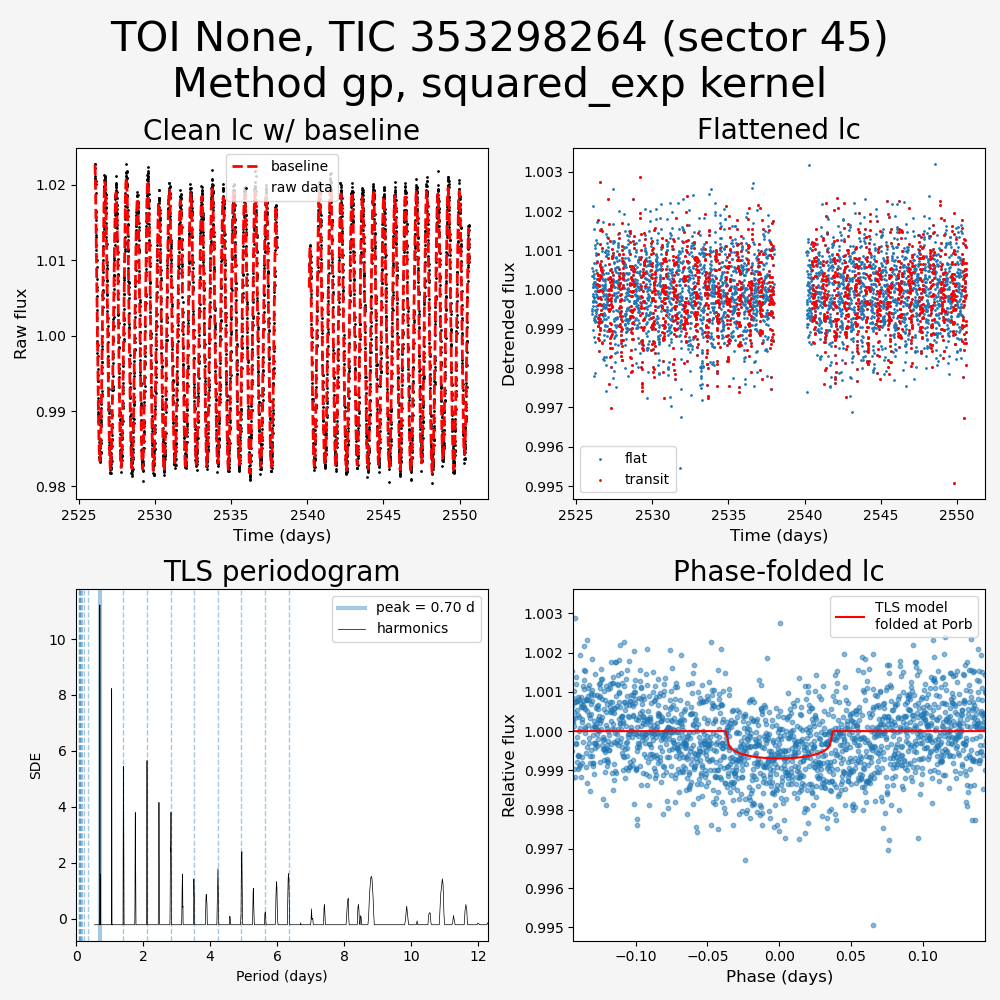 TOI None, TIC 353298264 (sector 45)
Method gp, squared_exp kernel
Clean lc w/ baseline
baseline
raw data
1.02
1.01
1.00
0.99
0.98
Raw flux
2525
2530
2535
2540
2545
2550
Time (days)
Flattened lc
1.003
1.002
1.001
1.000
0.999
0.998
0.997
0.996
0.995
Detrended flux
flat
transit
2525
2530
2535
2540
2545
2550
Time (days)
TLS periodogram
peak = 0.70 d
harmonics
10
8
6
4
2
0
SDE
0
2
4
6
8
10
12
Period (days)
Phase-folded lc
TLS model
folded at Porb
1.003
1.002
1.001
1.000
0.999
0.998
0.997
0.996
0.995
Relative flux
−0.10
−0.05
0.00
0.05
0.10
Phase (days)